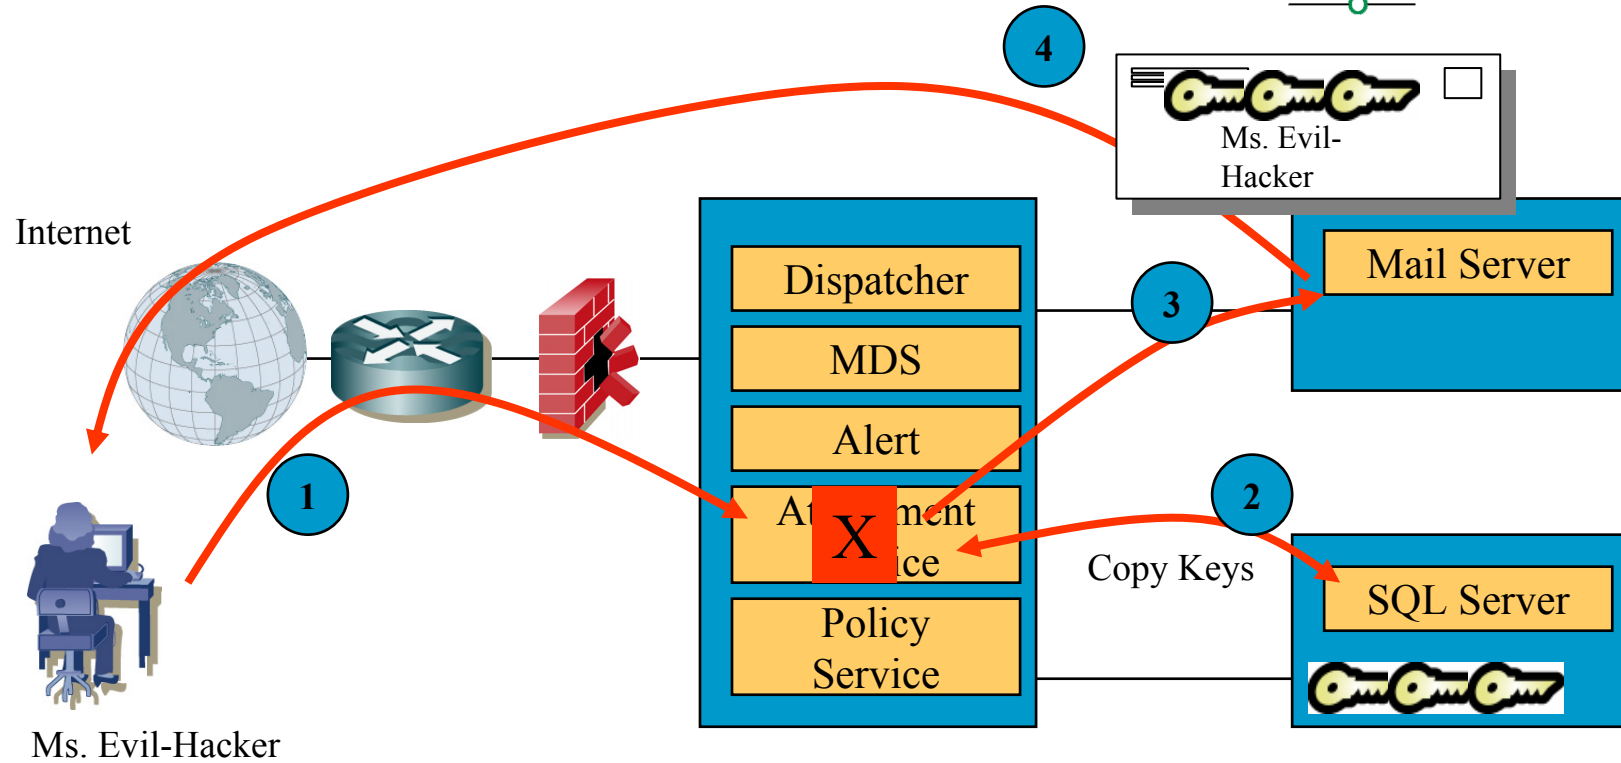 4
Ms. Evil-
Hacker
Internet
Dispatcher
Mail Server
3
MDS
Alert
1
2
X
Copy Keys
SQL Server
Policy
Service
Ms. Evil-Hacker